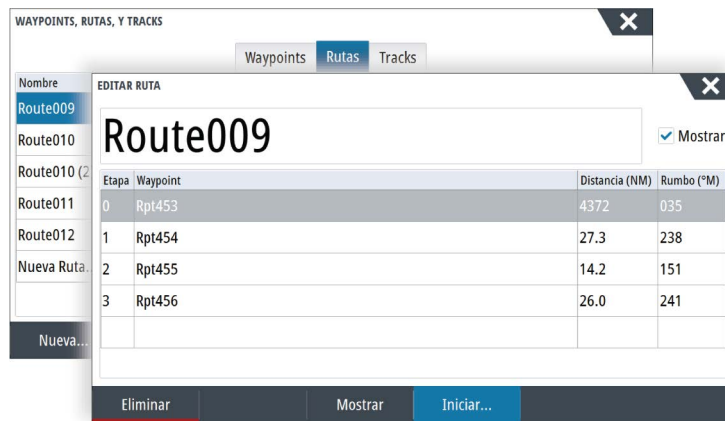 WAYPOINTS, RUTAS, Y TRACKS
Waypoints Rutas Tracks
Nombre
Route009
Route010
Route010 (2
Route011
Route012
Nueva Ruta...
Nueva...
EDITAR RUTA
Route009
Mostrar
Etapa Waypoint Distancia (NM) Rumbo (°M)
0 Rpt453 4372 035
1 Rpt454 27.3 238
2 Rpt455 14.2 151
3 Rpt456 26.0 241
Eliminar Mostrar Iniciar...